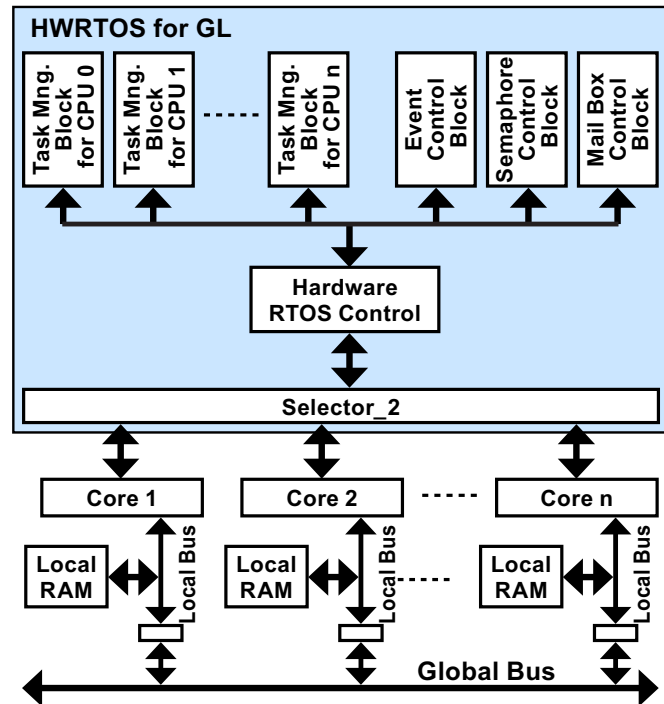 HWRTOS for GL
Task Mng.
Block
for CPU 0
Task Mng.
Block
for CPU 1
Task Mng.
Block
for CPU n
Event
Control
Block
Semaphore
Control
Block
Mail Box
Control
Block
Hardware
RTOS Control
Selector_2
Core 1
Core 2
Core n
Local
RAM
Local Bus
Local
RAM
Local Bus
Local
RAM
Local Bus
Global Bus